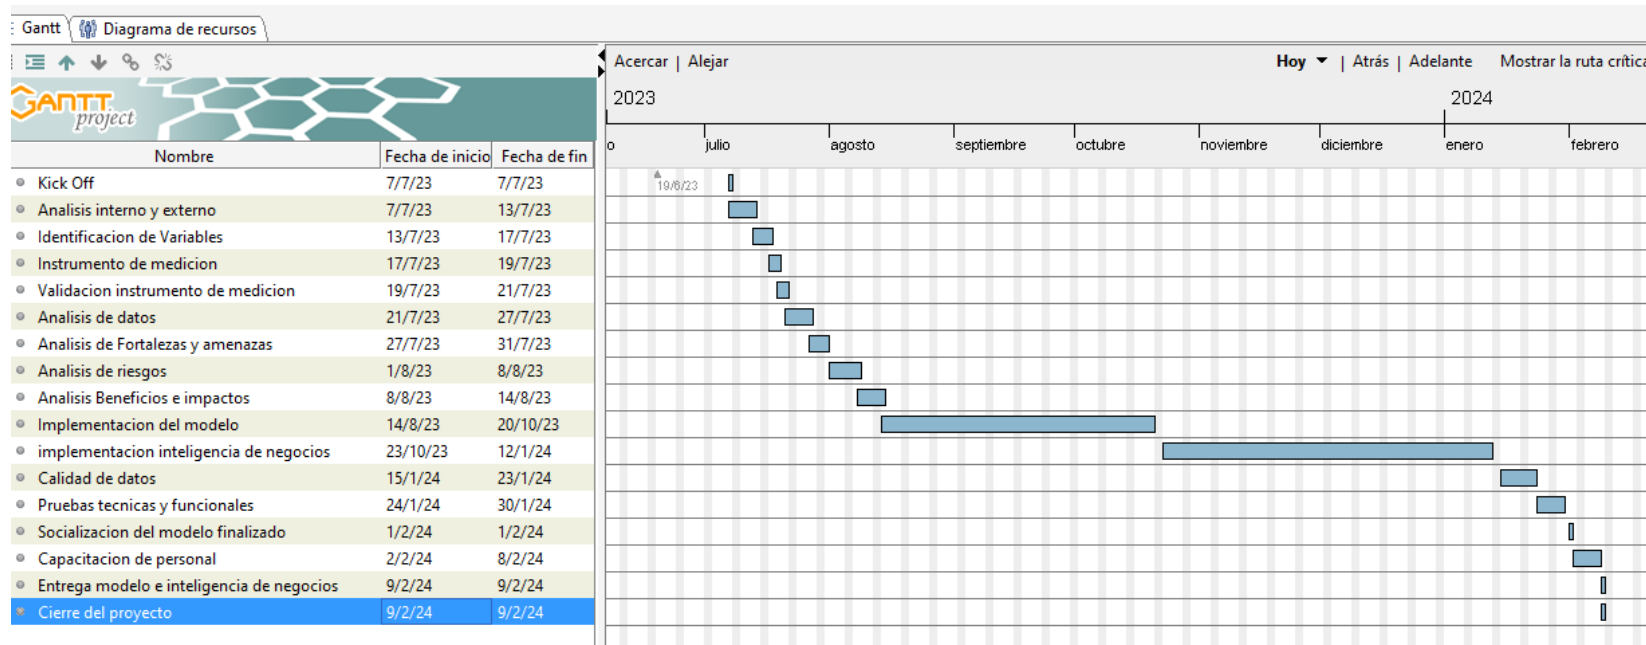 Gantt Diagrama de recursos
Acercar | Alejar Hoy | Atrás | Adelante Mostrar la ruta crítica
GANTT
project
2023 2024
o julio agosto septiembre octubre noviembre diciembre enero febrero
Nombre Fecha de inicio Fecha de fin
Kick Off 7/7/23 7/7/23 19/6/23
Analisis interno y externo 7/7/23 13/7/23
Identificacion de Variables 13/7/23 17/7/23
Instrumento de medicion 17/7/23 19/7/23
Validacion instrumento de medicion 19/7/23 21/7/23
Analisis de datos 21/7/23 27/7/23
Analisis de Fortalezas y amenazas 27/7/23 31/7/23
Analisis de riesgos 1/8/23 8/8/23
Analisis Beneficios e impactos 8/8/23 14/8/23
Implementacion del modelo 14/8/23 20/10/23
implementacion inteligencia de negocios 23/10/23 12/1/24
Calidad de datos 15/1/24 23/1/24
Pruebas tecnicas y funcionales 24/1/24 30/1/24
Socializacion del modelo finalizado 1/2/24 1/2/24
Capacitacion de personal 2/2/24 8/2/24
Entrega modelo e inteligencia de negocios 9/2/24 9/2/24
Cierre del proyecto 9/2/24 9/2/24